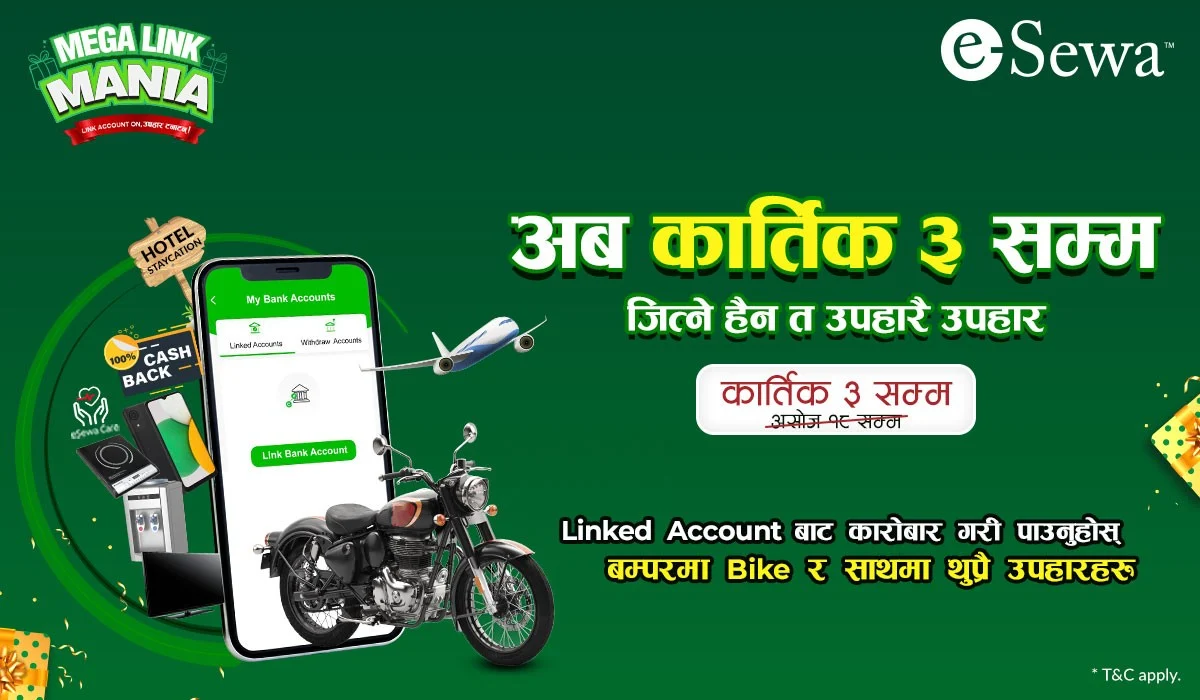 MEGA LINK
MANIA
LINK ACCOUNT ON, उपहार टनाटन!
eSewa™
अब कार्तिक ३ सम्म
जित्ने हैन त उपहारै उपहार
कार्तिक ३ सम्म
असोज १८ सम्म
Linked Account बाट कारोबार गरी पाउनुहोस्
बम्परमा Bike र साथमा थुप्रै उपहारहरू
HOTEL
STAYCATION
100%
CASH
BACK
eSewa Care
My Bank Accounts
Linked Accounts
Withdraw Accounts
Link Bank Account
* T&C apply.